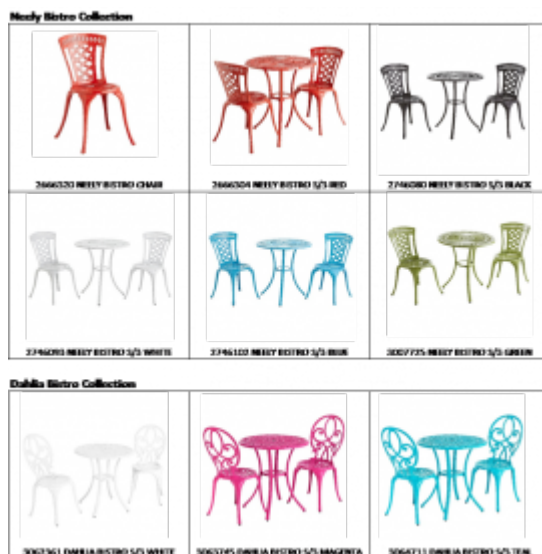 Neely Bistro Collection
2666320 NEELY BISTRO CHAIR
2666304 NEELY BISTRO S/3 RED
2746080 NEELY BISTRO S/3 BLACK
2746093 NEELY BISTRO S/3 WHITE
2746102 NEELY BISTRO S/3 BLUE
3007725 NEELY BISTRO S/3 GREEN
Dahlia Bistro Collection
DAHLIA BISTRO S/3 WHITE
DAHLIA BISTRO S/3 MAGENTA
DAHLIA BISTRO S/3 TEAL